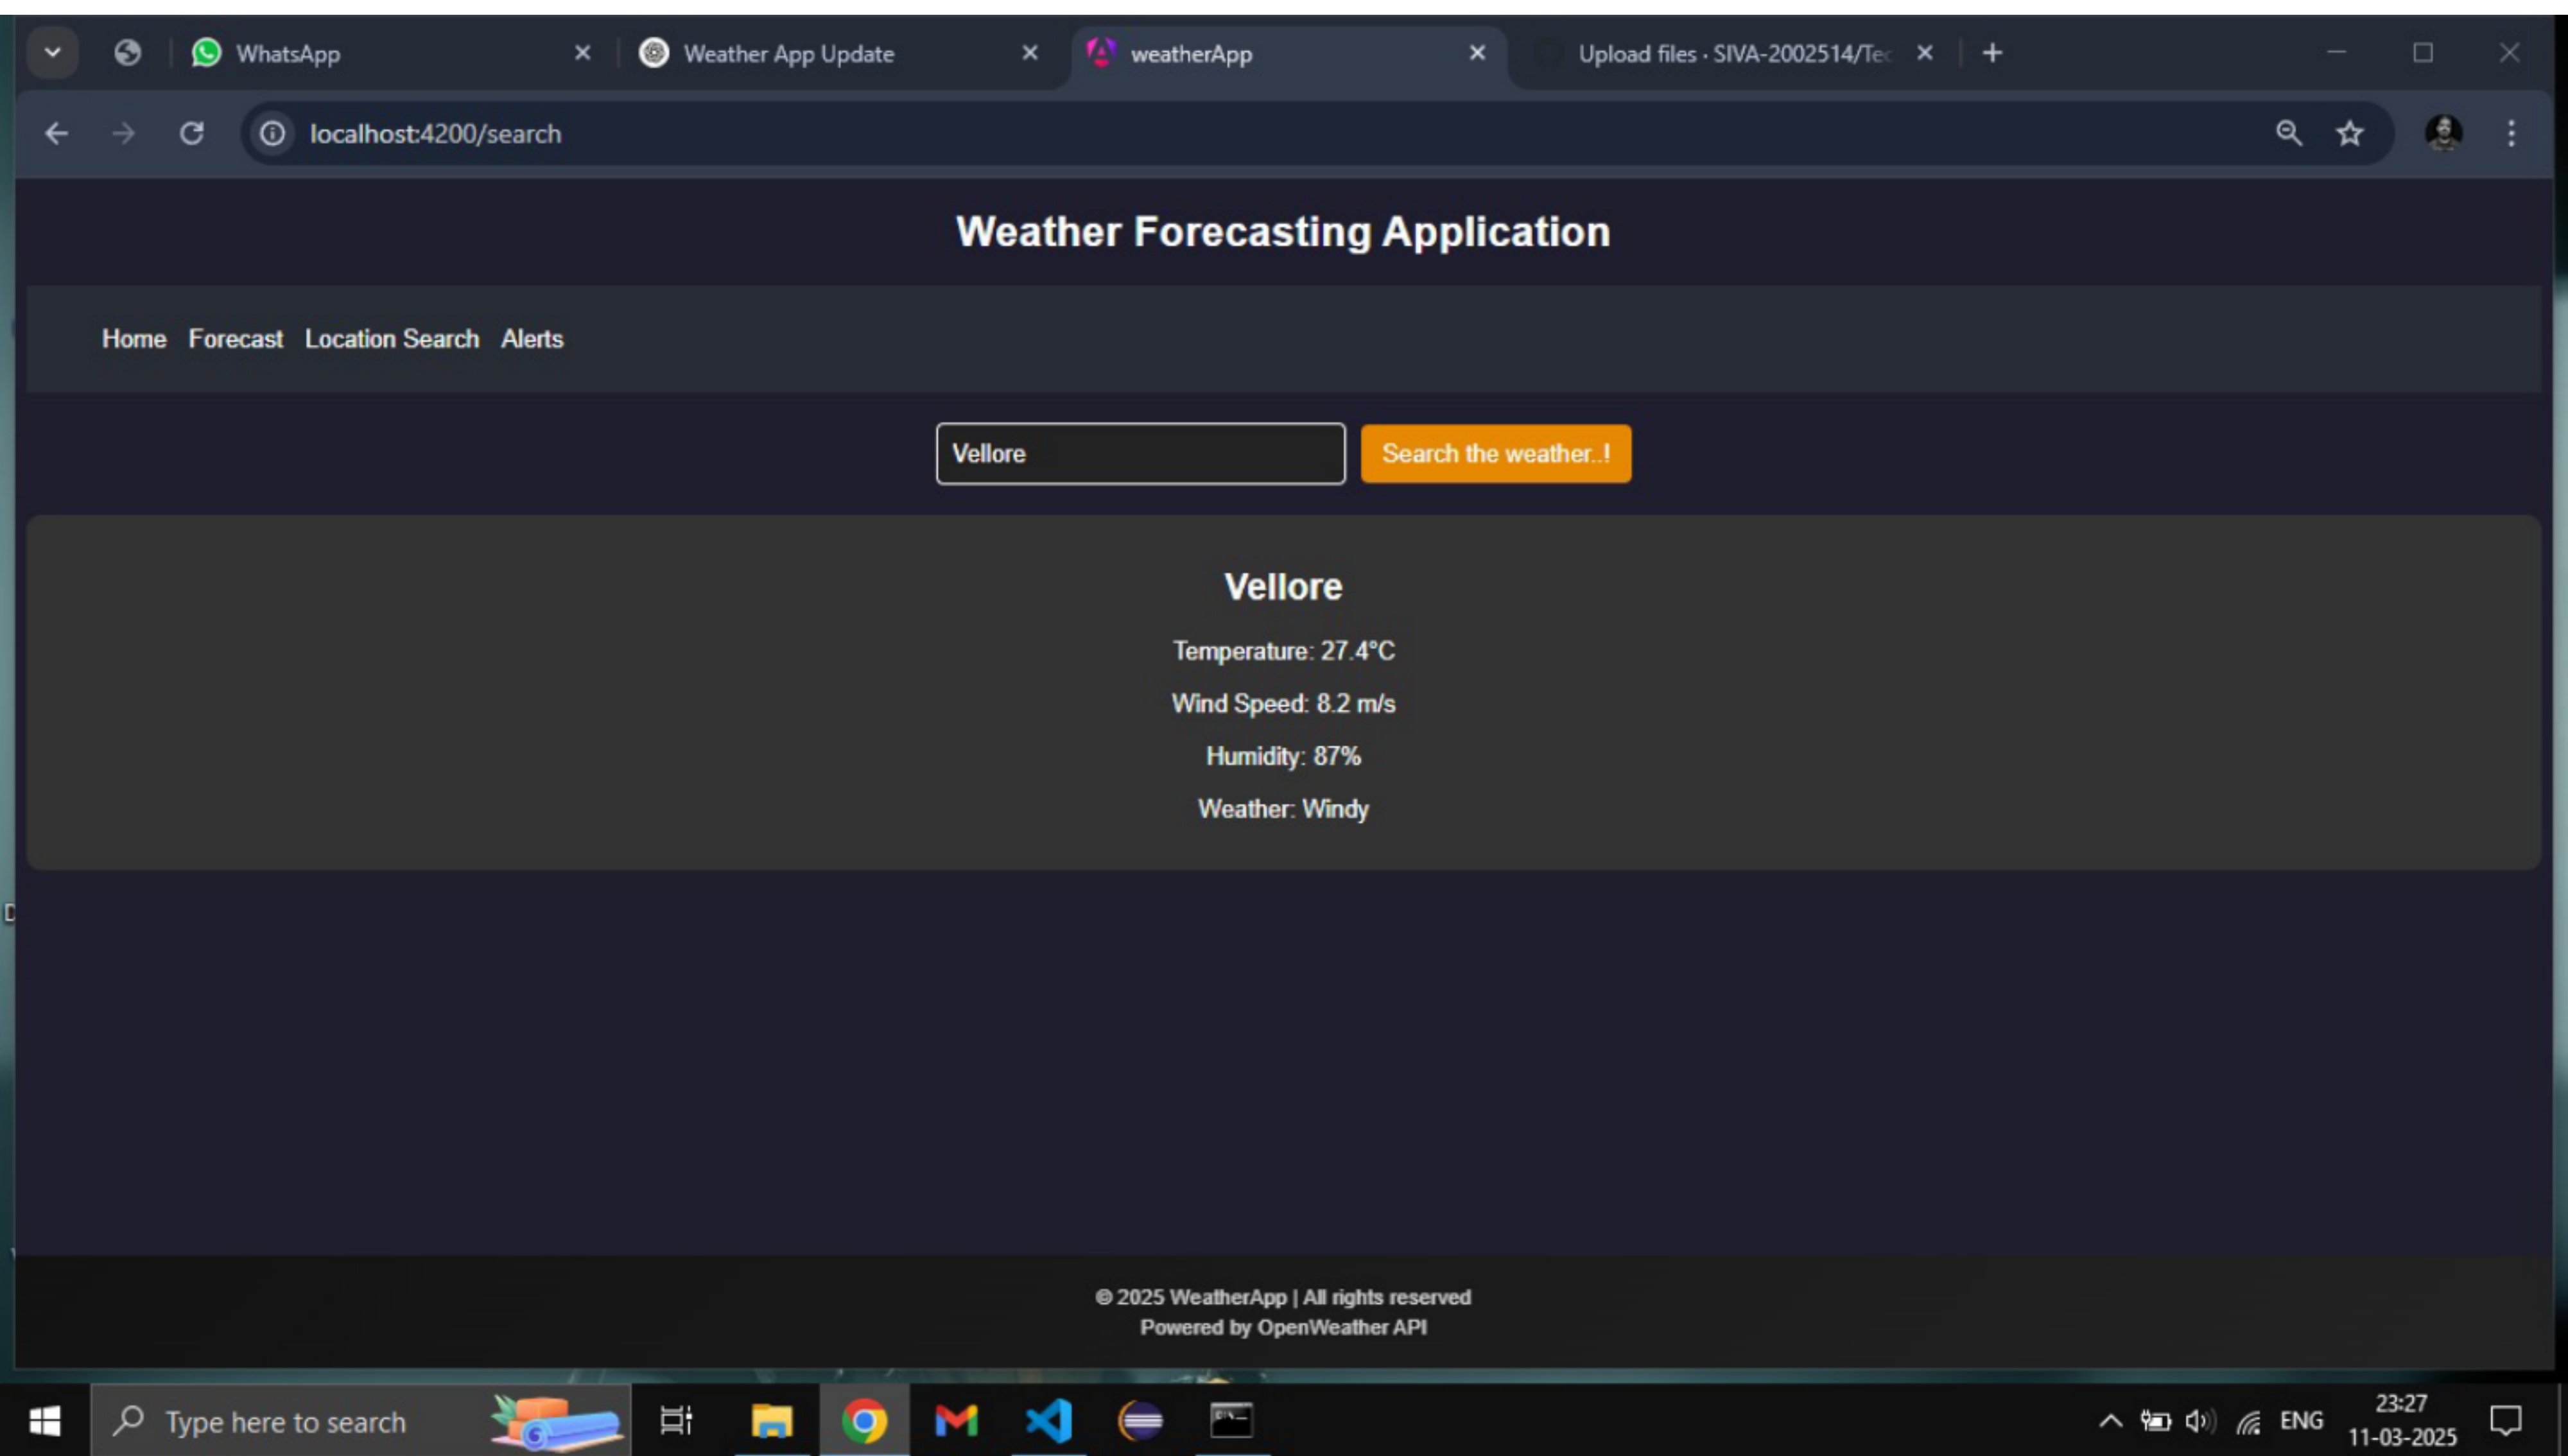 WhatsApp
Weather App Update
weatherApp
Upload files · SIVA-2002514/Tec
localhost:4200/search
Weather Forecasting Application
Home Forecast Location Search Alerts
Vellore Search the weather..!
Vellore
Temperature: 27.4°C
Wind Speed: 8.2 m/s
Humidity: 87%
Weather: Windy
© 2025 WeatherApp | All rights reserved
Powered by OpenWeather API
Type here to search
ENG
23:27
11-03-2025